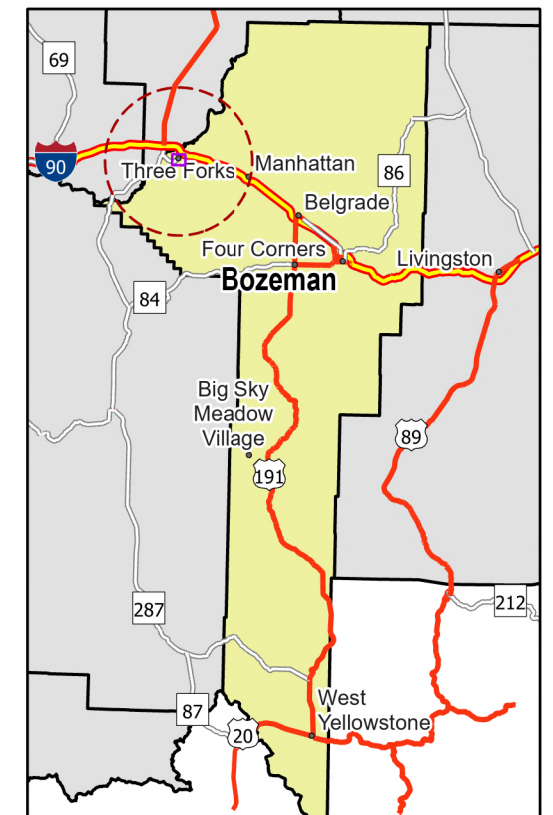 69
90
Three Forks
Manhattan
86
Belgrade
Four Corners
Livingston
Bozeman
84
Big Sky
Meadow
Village
89
191
287
212
87
20
West
Yellowstone